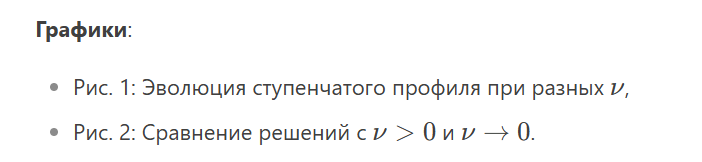 Графики:
• Рис. 1: Эволюция ступенчатого профиля при разных ν,
• Рис. 2: Сравнение решений с ν > 0 и ν → 0.